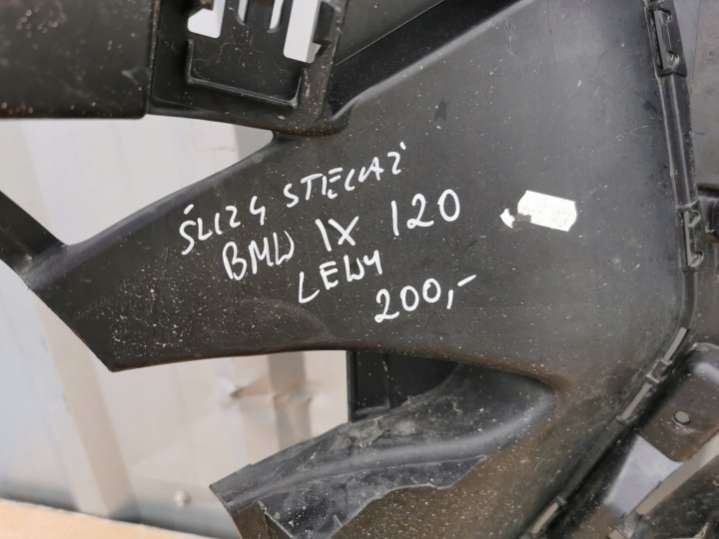 ŚLIZG STELAŻ
BMW IX I20
LEWY
200,-